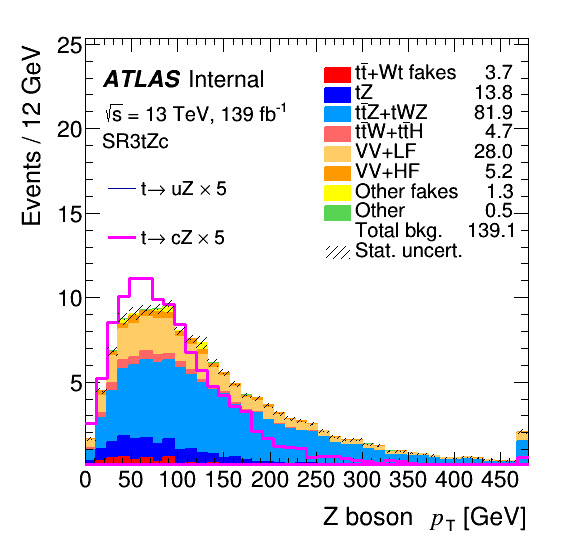 Events / 12 GeV
25
20
15
10
5
ATLAS Internal
√s = 13 TeV, 139 fb⁻¹
SR3tZc
t→ uZ × 5
t→ cZ × 5
tt̄+Wt fakes 3.7
tZ 13.8
tt̄Z+tWZ 81.9
tt̄W+tt̄H 4.7
VV+LF 28.0
VV+HF 5.2
Other fakes 1.3
Other 0.5
Total bkg. 139.1
Stat. uncert.
0 50 100 150 200 250 300 350 400 450
Z boson p_T [GeV]